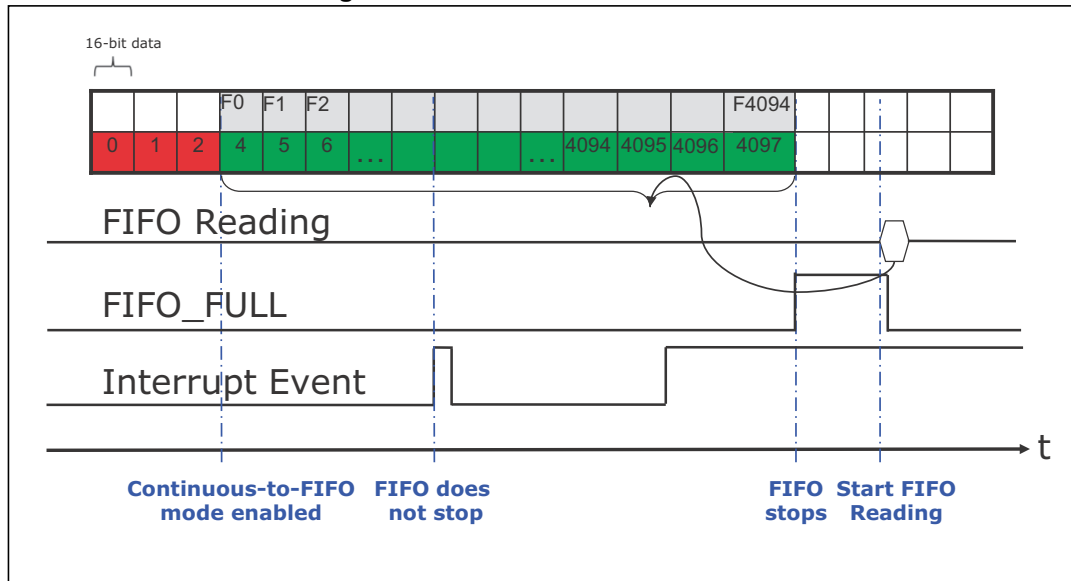 16-bit data
F0 F1 F2 F4094
0 1 2 4 5 6 ... ... 4094 4095 4096 4097
FIFO Reading
FIFO_FULL
Interrupt Event
t
Continuous-to-FIFO
mode enabled
FIFO does
not stop
FIFO
stops
Start FIFO
Reading